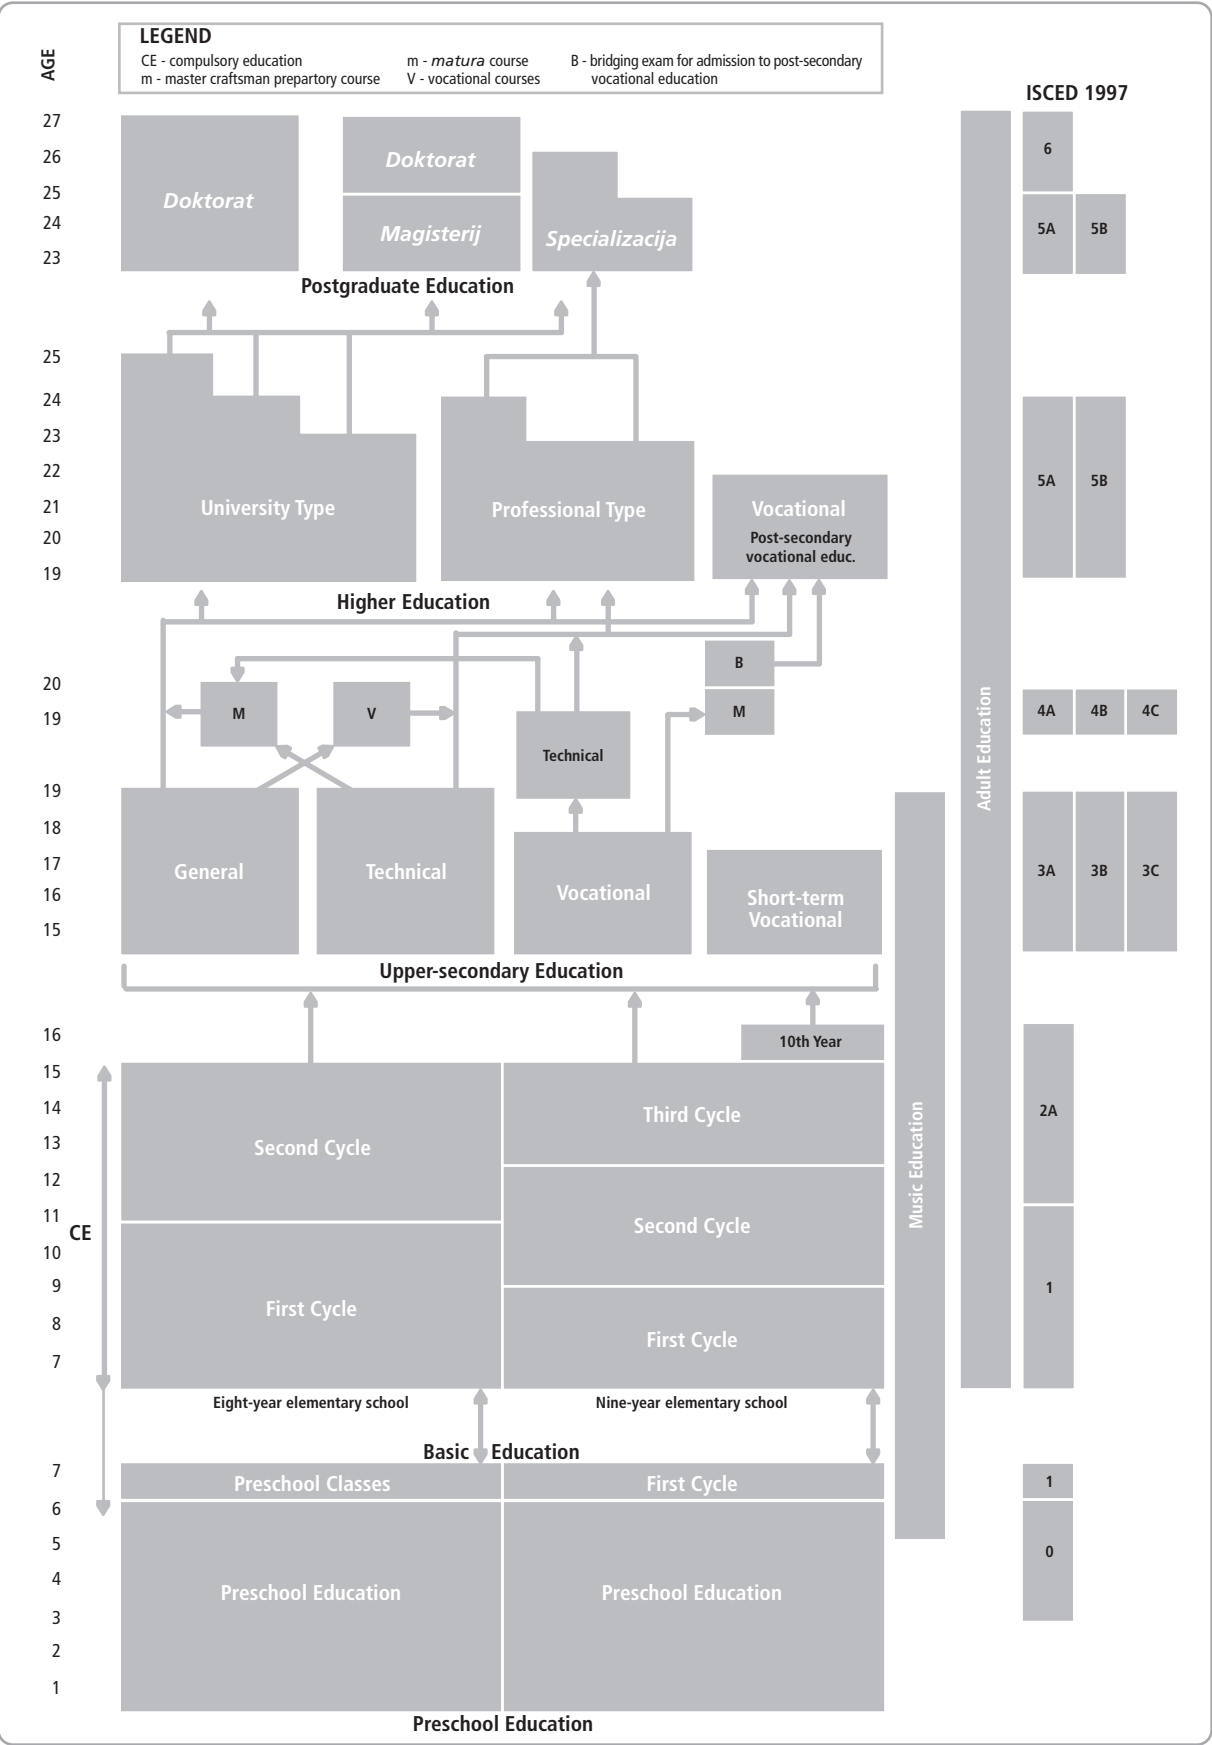 LEGEND
CE - compulsory education
m - master craftsman prepartory course
m - matura course
V - vocational courses
B - bridging exam for admission to post-secondary
vocational education
AGE
ISCED 1997
27
26
25
24
23
Doktorat
Doktorat
Magisterij
Specializacija
6
5A
5B
Postgraduate Education
25
24
23
22
21
20
19
University Type
Professional Type
Vocational
Post-secondary
vocational educ.
5A
5B
Higher Education
20
19
M
V
Technical
B
M
4A
4B
4C
Adult Education
19
18
17
16
15
General
Technical
Vocational
Short-term
Vocational
3A
3B
3C
Upper-secondary Education
16
15
14
13
12
11
10
9
8
7
CE
10th Year
Second Cycle
First Cycle
Third Cycle
Second Cycle
First Cycle
Music Education
2A
1
Eight-year elementary school
Nine-year elementary school
Basic Education
7
6
5
4
3
2
1
Preschool Classes
First Cycle
Preschool Education
Preschool Education
1
0
Preschool Education